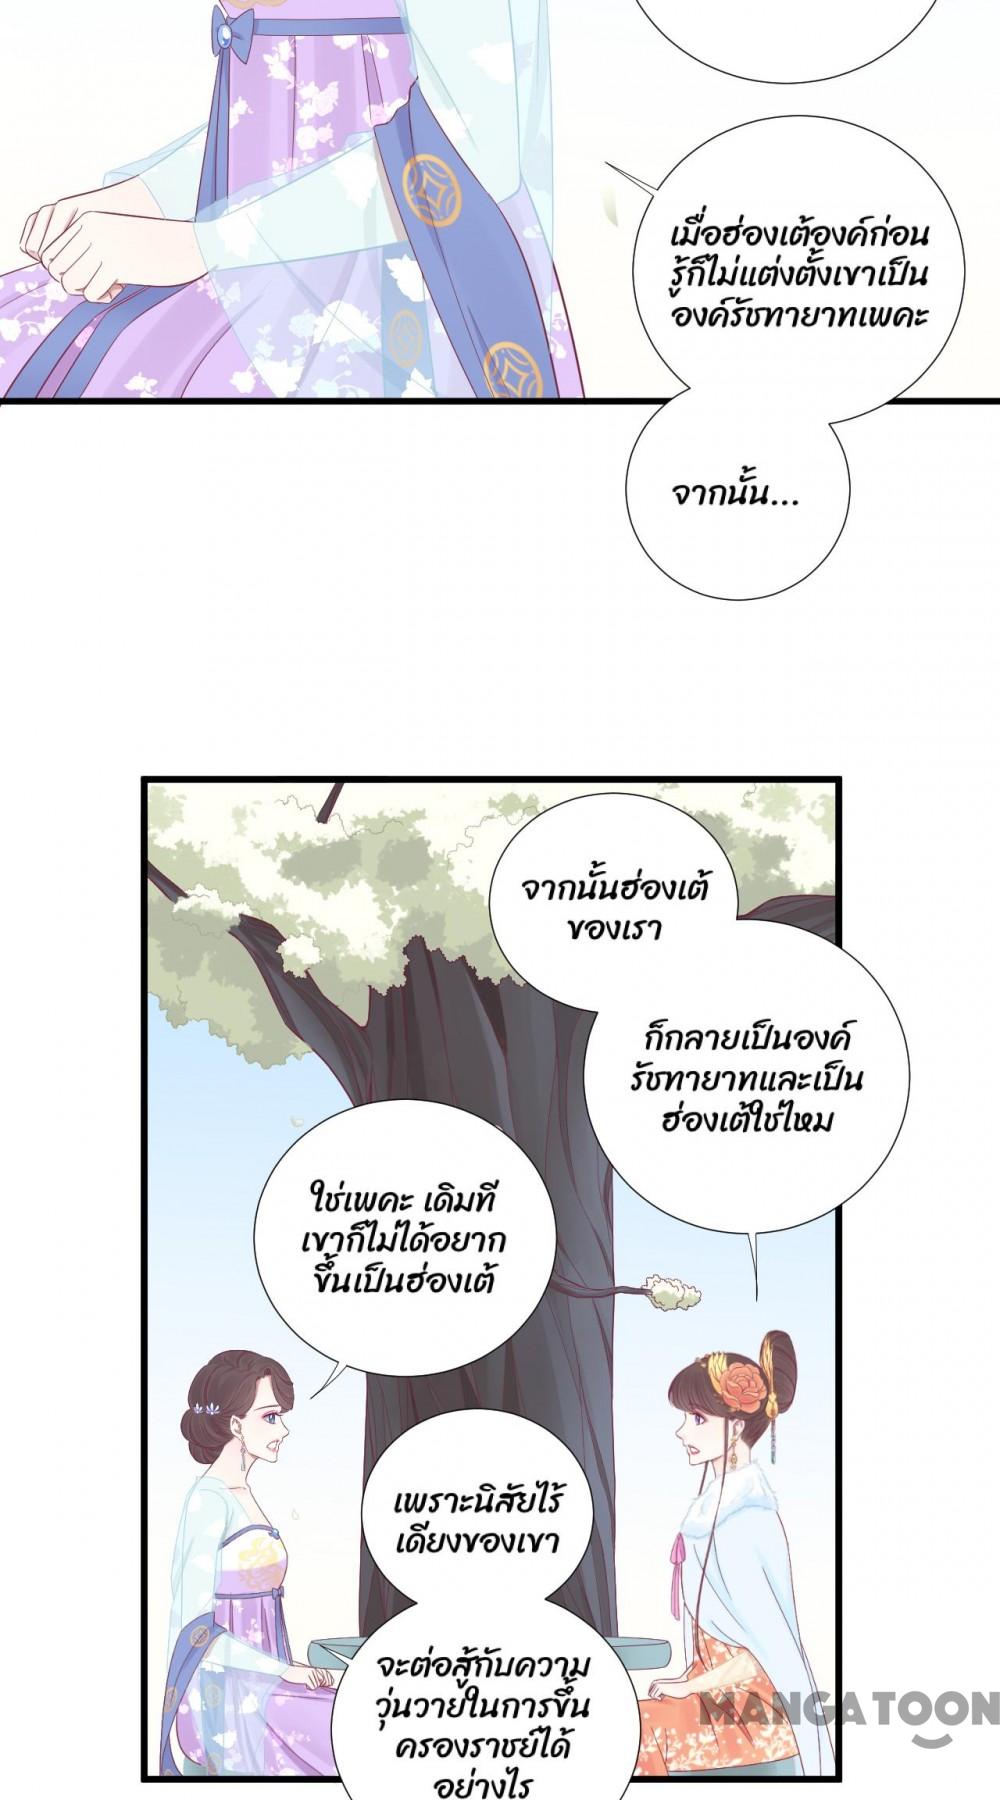 เมื่อฮ่องเต้องค์ก่อน
รู้ก็ไม่แต่งตั้งเขาเป็น
องค์รัชทายาทเพคะ
จากนั้น...
จากนั้นฮ่องเต้
ของเรา
ก็กลายเป็นองค์
รัชทายาทและเป็น
ฮ่องเต้ใช่ไหม
ใช่เพคะ เดิมที
เขาก็ไม่ได้อยาก
ขึ้นเป็นฮ่องเต้
เพราะนิสัยไร้
เดียงของเขา
จะต่อสู้กับความ
วุ่นวายในการขึ้น
ครองราชย์ได้
อย่างไร
MANGATOON